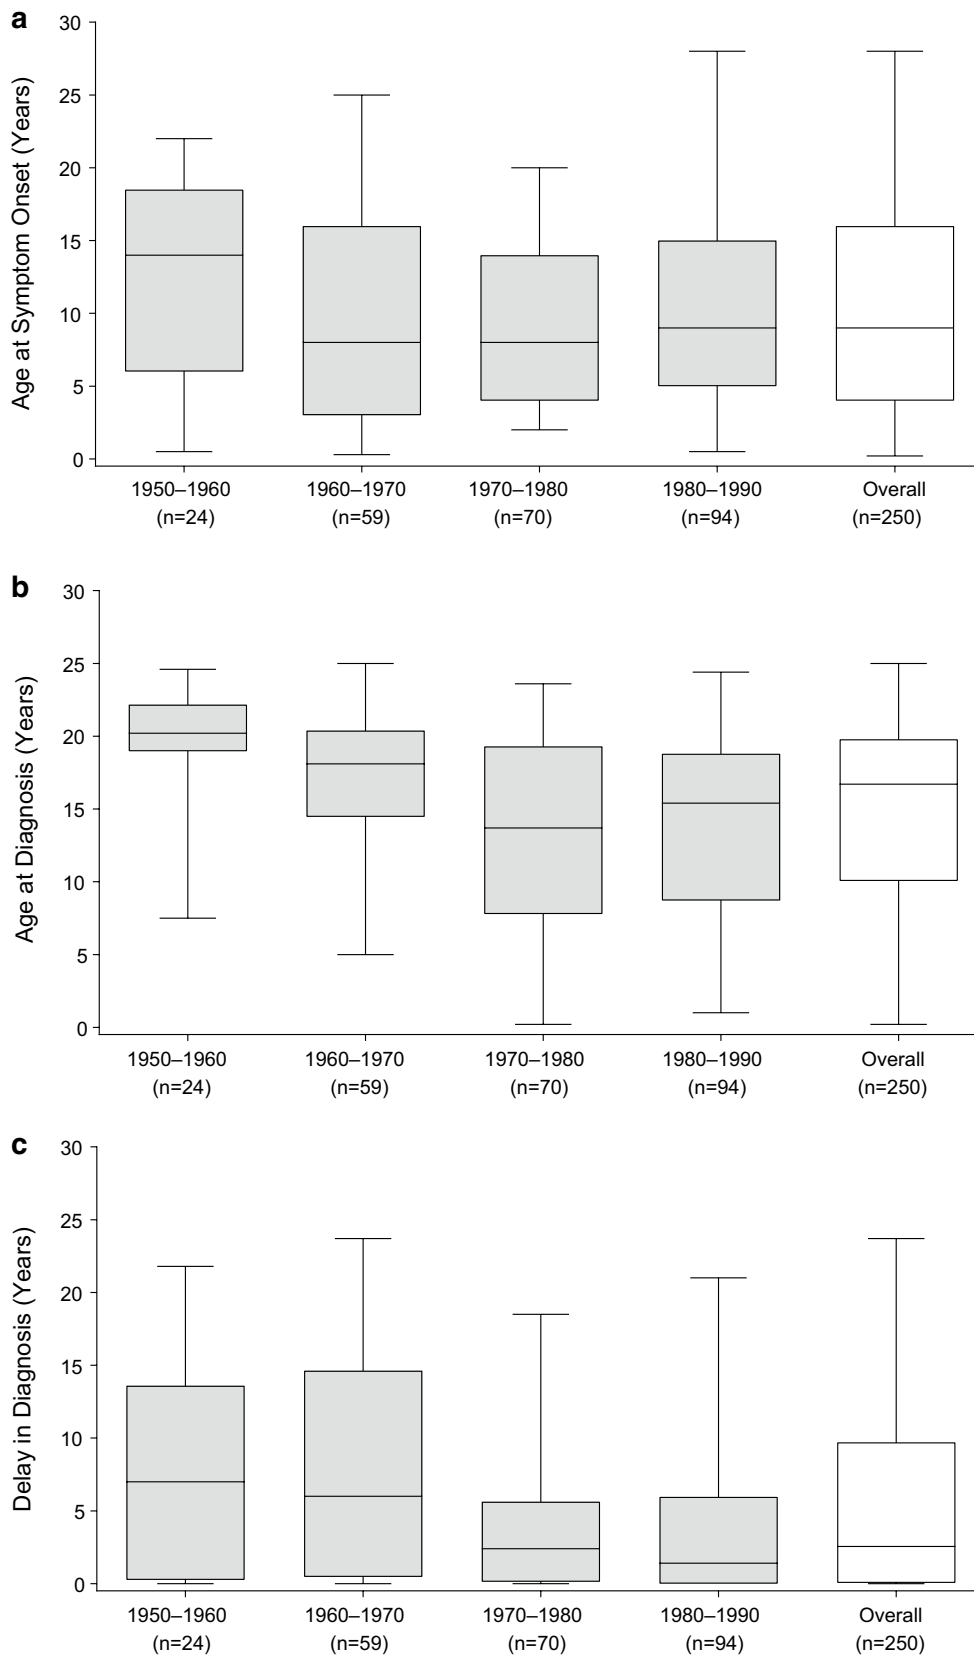 a
Age at Symptom Onset (Years)
30
25
20
15
10
5
0
1950–1960 1960–1970 1970–1980 1980–1990 Overall
(n=24) (n=59) (n=70) (n=94) (n=250)
b
Age at Diagnosis (Years)
30
25
20
15
10
5
0
1950–1960 1960–1970 1970–1980 1980–1990 Overall
(n=24) (n=59) (n=70) (n=94) (n=250)
c
Delay in Diagnosis (Years)
30
25
20
15
10
5
0
1950–1960 1960–1970 1970–1980 1980–1990 Overall
(n=24) (n=59) (n=70) (n=94) (n=250)